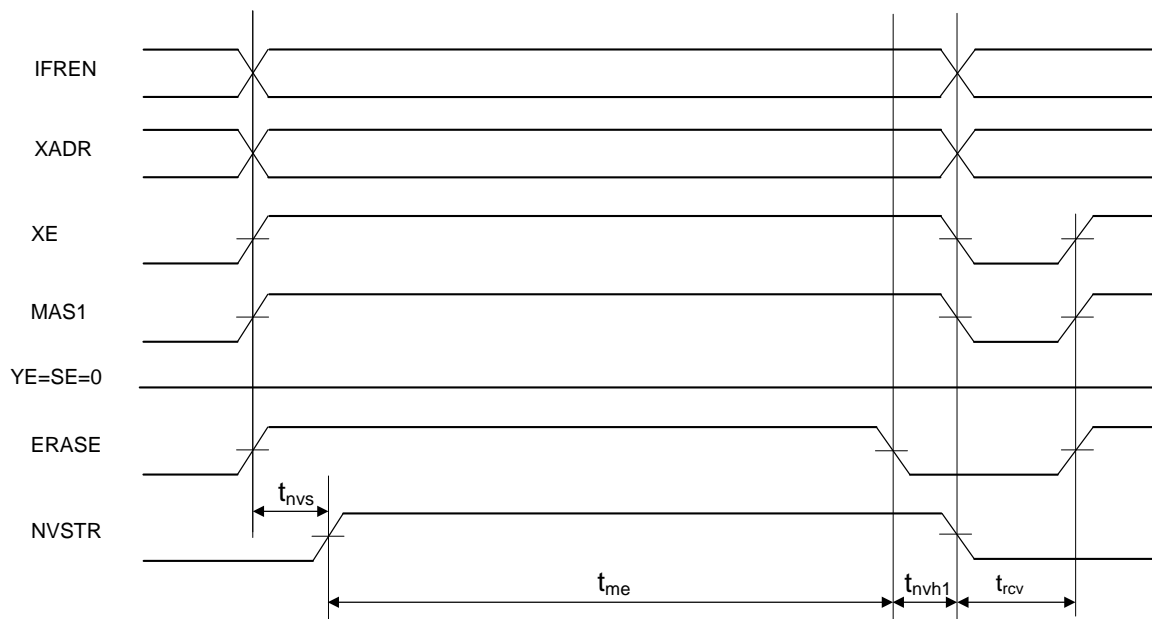 IFREN
XADR
XE
MAS1
YE=SE=0
ERASE
tnvs
NVSTR
tme
tnvh1
trcv